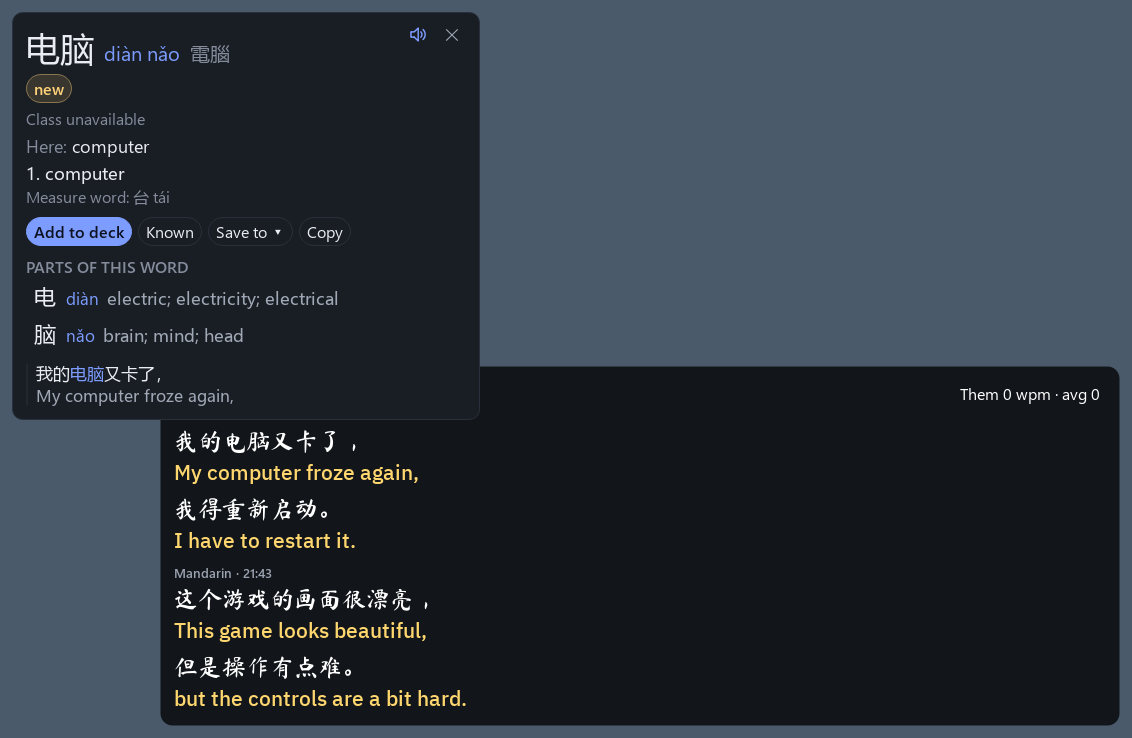 电脑 diàn nǎo 電腦
new
Class unavailable
Here: computer
1. computer
Measure word: 台 tái
Add to deck Known Save to ▾ Copy
PARTS OF THIS WORD
电 diàn electric; electricity; electrical
脑 nǎo brain; mind; head
我的电脑又卡了，
My computer froze again,
Them 0 wpm · avg 0
我的电脑又卡了，
My computer froze again,
我得重新启动。
I have to restart it.
Mandarin · 21:43
这个游戏的画面很漂亮，
This game looks beautiful,
但是操作有点难。
but the controls are a bit hard.